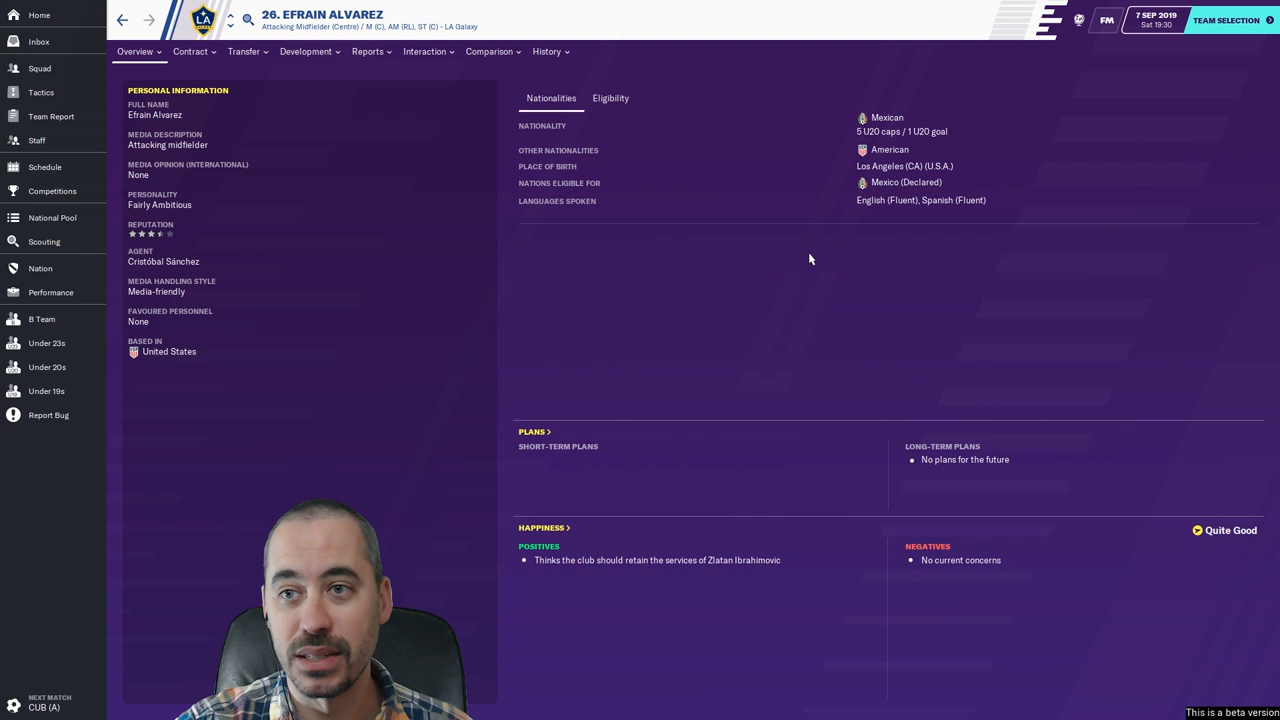 Home
Inbox
Squad
Tactics
Team Report
Staff
Schedule
Competitions
National Pool
Scouting
Nation
Performance
B Team
Under 23s
Under 20s
Under 19s
Report Bug
NEXT MATCH
CUB (A)
LA
26. EFRAIN ALVAREZ
Attacking Midfielder (Centre) / M (C), AM (RL), ST (C) - LA Galaxy
FM
7 SEP 2019
Sat 19:30
TEAM SELECTION
Overview
Contract
Transfer
Development
Reports
Interaction
Comparison
History
PERSONAL INFORMATION
FULL NAME
Efrain Alvarez
MEDIA DESCRIPTION
Attacking midfielder
MEDIA OPINION (INTERNATIONAL)
None
PERSONALITY
Fairly Ambitious
REPUTATION
AGENT
Cristóbal Sánchez
MEDIA HANDLING STYLE
Media-friendly
FAVOURED PERSONNEL
None
BASED IN
United States
Nationalities
Eligibility
NATIONALITY
Mexican
5 U20 caps / 1 U20 goal
OTHER NATIONALITIES
American
PLACE OF BIRTH
Los Angeles (CA) (U.S.A.)
NATIONS ELIGIBLE FOR
Mexico (Declared)
LANGUAGES SPOKEN
English (Fluent), Spanish (Fluent)
PLANS >
SHORT-TERM PLANS
LONG-TERM PLANS
No plans for the future
HAPPINESS >
Quite Good
POSITIVES
Thinks the club should retain the services of Zlatan Ibrahimovic
NEGATIVES
No current concerns
This is a beta version